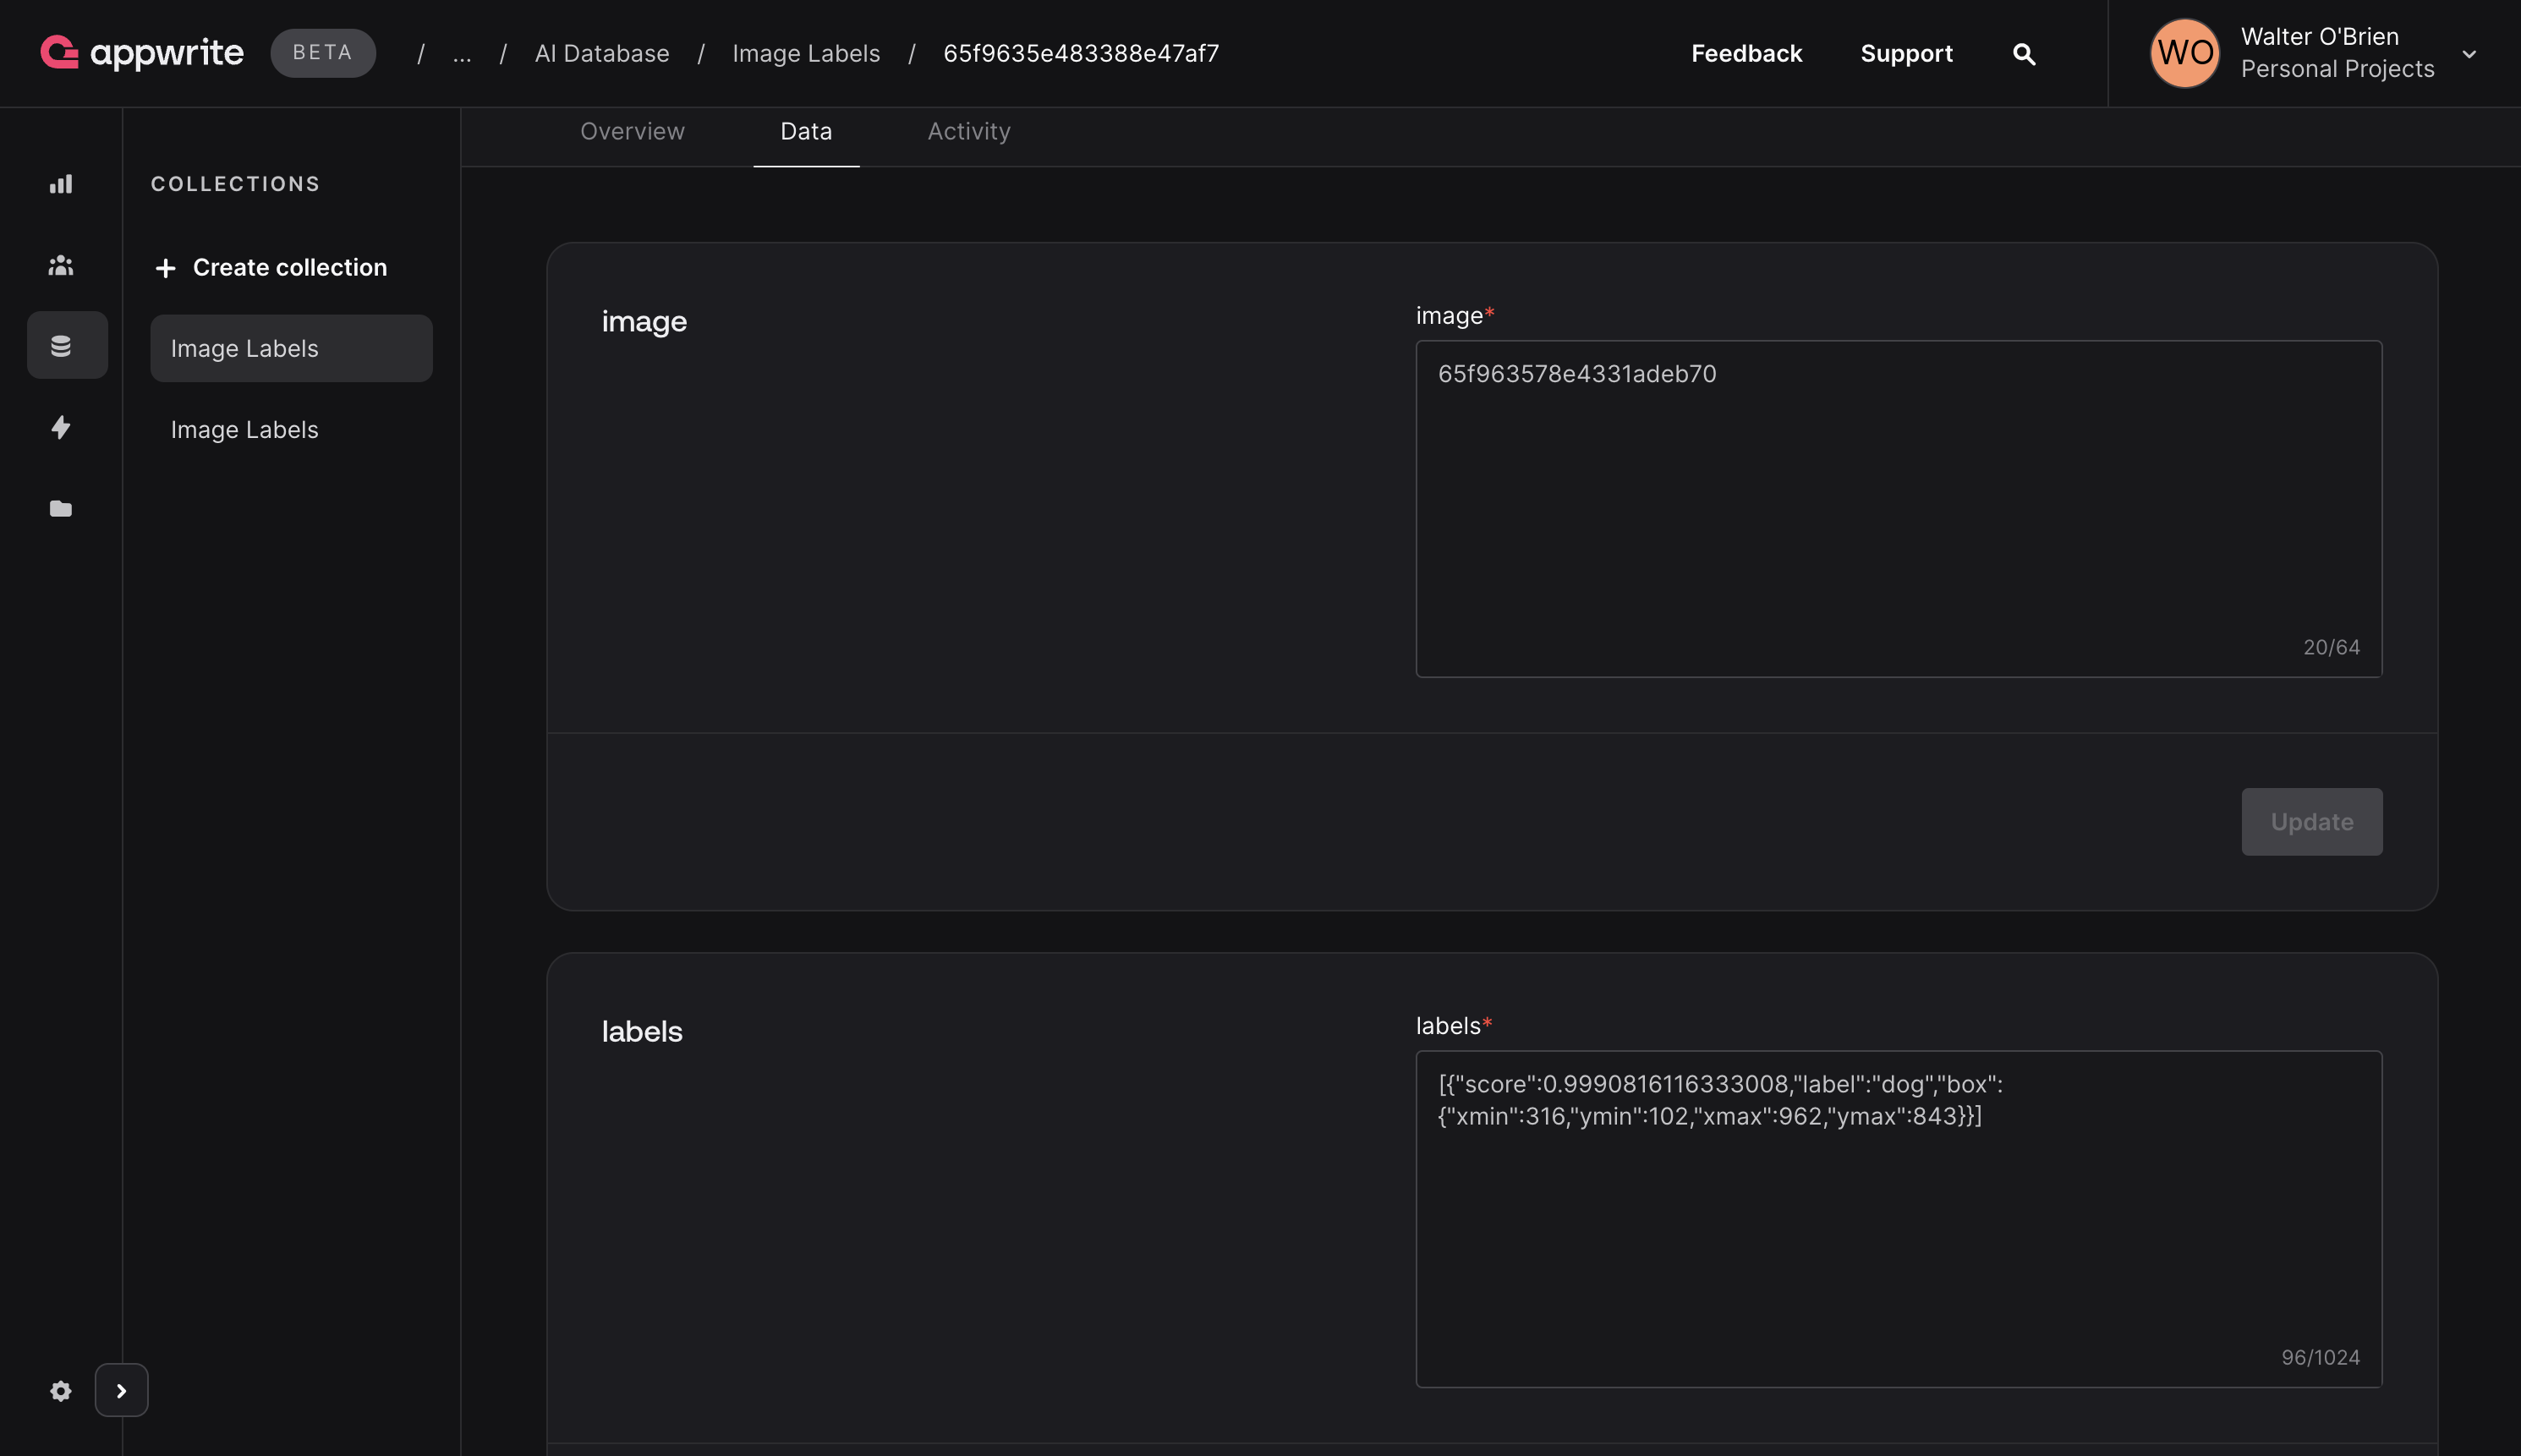 appwrite BETA / ... / AI Database / Image Labels / 65f9635e483388e47af7
Feedback
Support
WO
Walter O'Brien
Personal Projects
COLLECTIONS
Create collection
Image Labels
Image Labels
Overview
Data
Activity
image
image*
65f963578e4331adeb70
20/64
Update
labels
labels*
[{"score":0.9990816116333008,"label":"dog","box":
{"xmin":316,"ymin":102,"xmax":962,"ymax":843}}]
96/1024